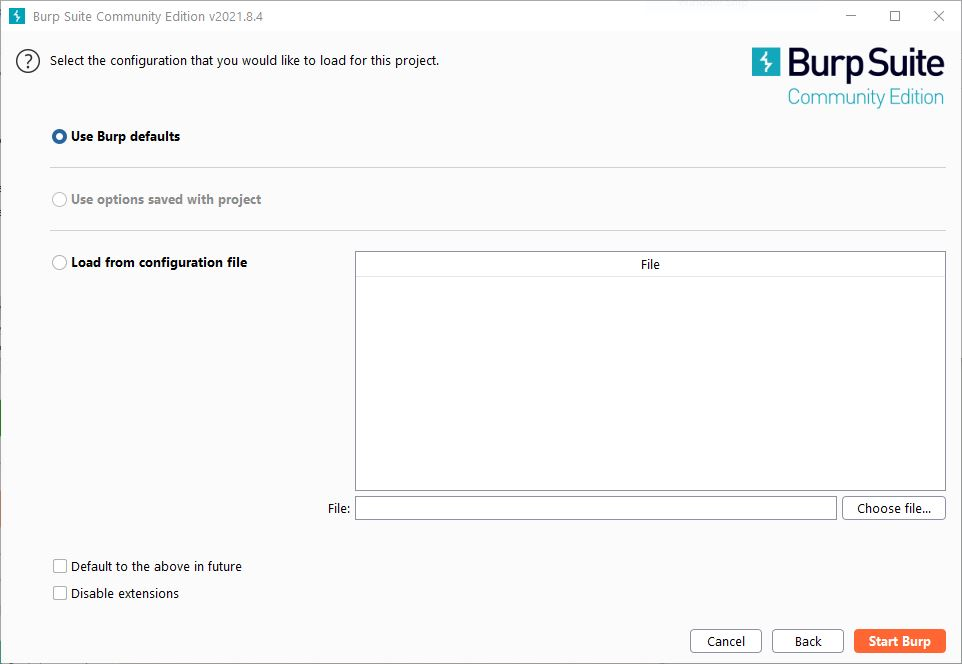 Burp Suite Community Edition v2021.8.4
? Select the configuration that you would like to load for this project.
Burp Suite
Community Edition
Use Burp defaults
Use options saved with project
Load from configuration file
File
File:
Choose file...
Default to the above in future
Disable extensions
Cancel
Back
Start Burp